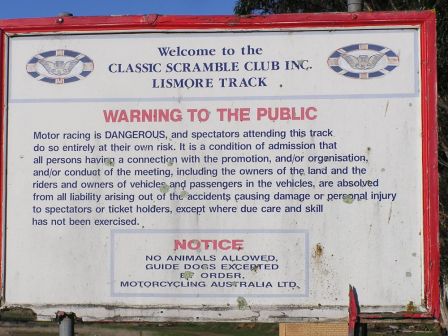 Welcome to the
CLASSIC SCRAMBLE CLUB INC.
LISMORE TRACK
WARNING TO THE PUBLIC
Motor racing is DANGEROUS, and spectators attending this track
do so entirely at their own risk. It is a condition of admission that
all persons having a connection with the promotion, and/or organisation,
and/or conduct of the meeting, including the owners of the land and the
riders and owners of vehicles and passengers in the vehicles, are absolved
from all liability arising out of the accidents causing damage or personal injury
to spectators or ticket holders, except where due care and skill
has not been exercised.
NOTICE
NO ANIMALS ALLOWED,
GUIDE DOGS EXCEPTED
BY ORDER,
MOTORCYCLING AUSTRALIA LTD.